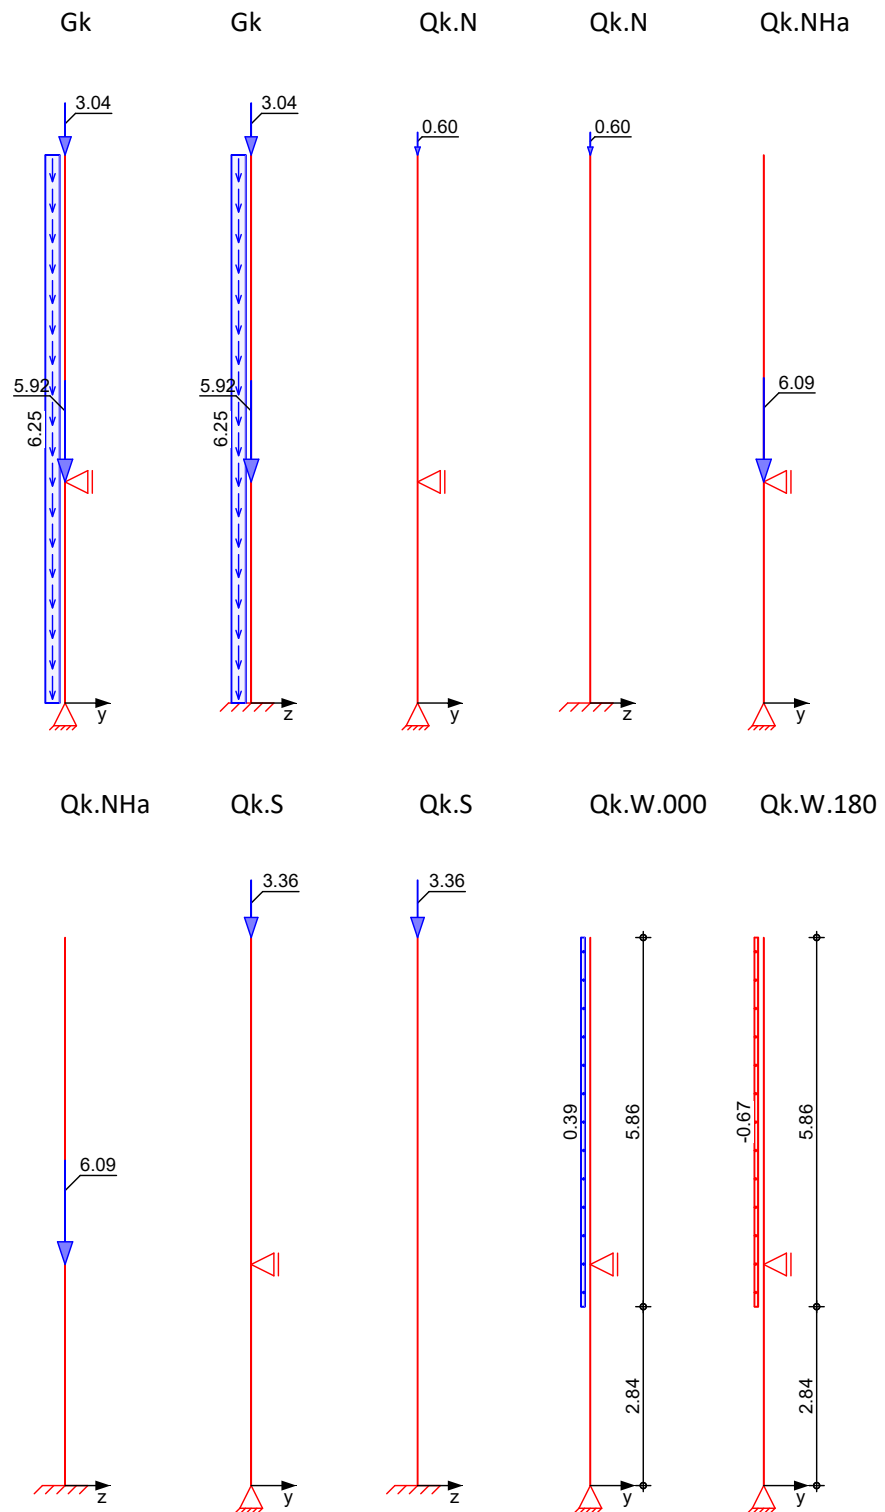 Gk Gk Qk.N Qk.N Qk.NHa
3.04 3.04 0.60 0.60
5.92 5.92 6.09
6.25 6.25
y z y z y
Qk.NHa Qk.S Qk.S Qk.W.000 Qk.W.180
3.36 3.36
0.39 5.86 -0.67 5.86
6.09
2.84 2.84
z y z y y